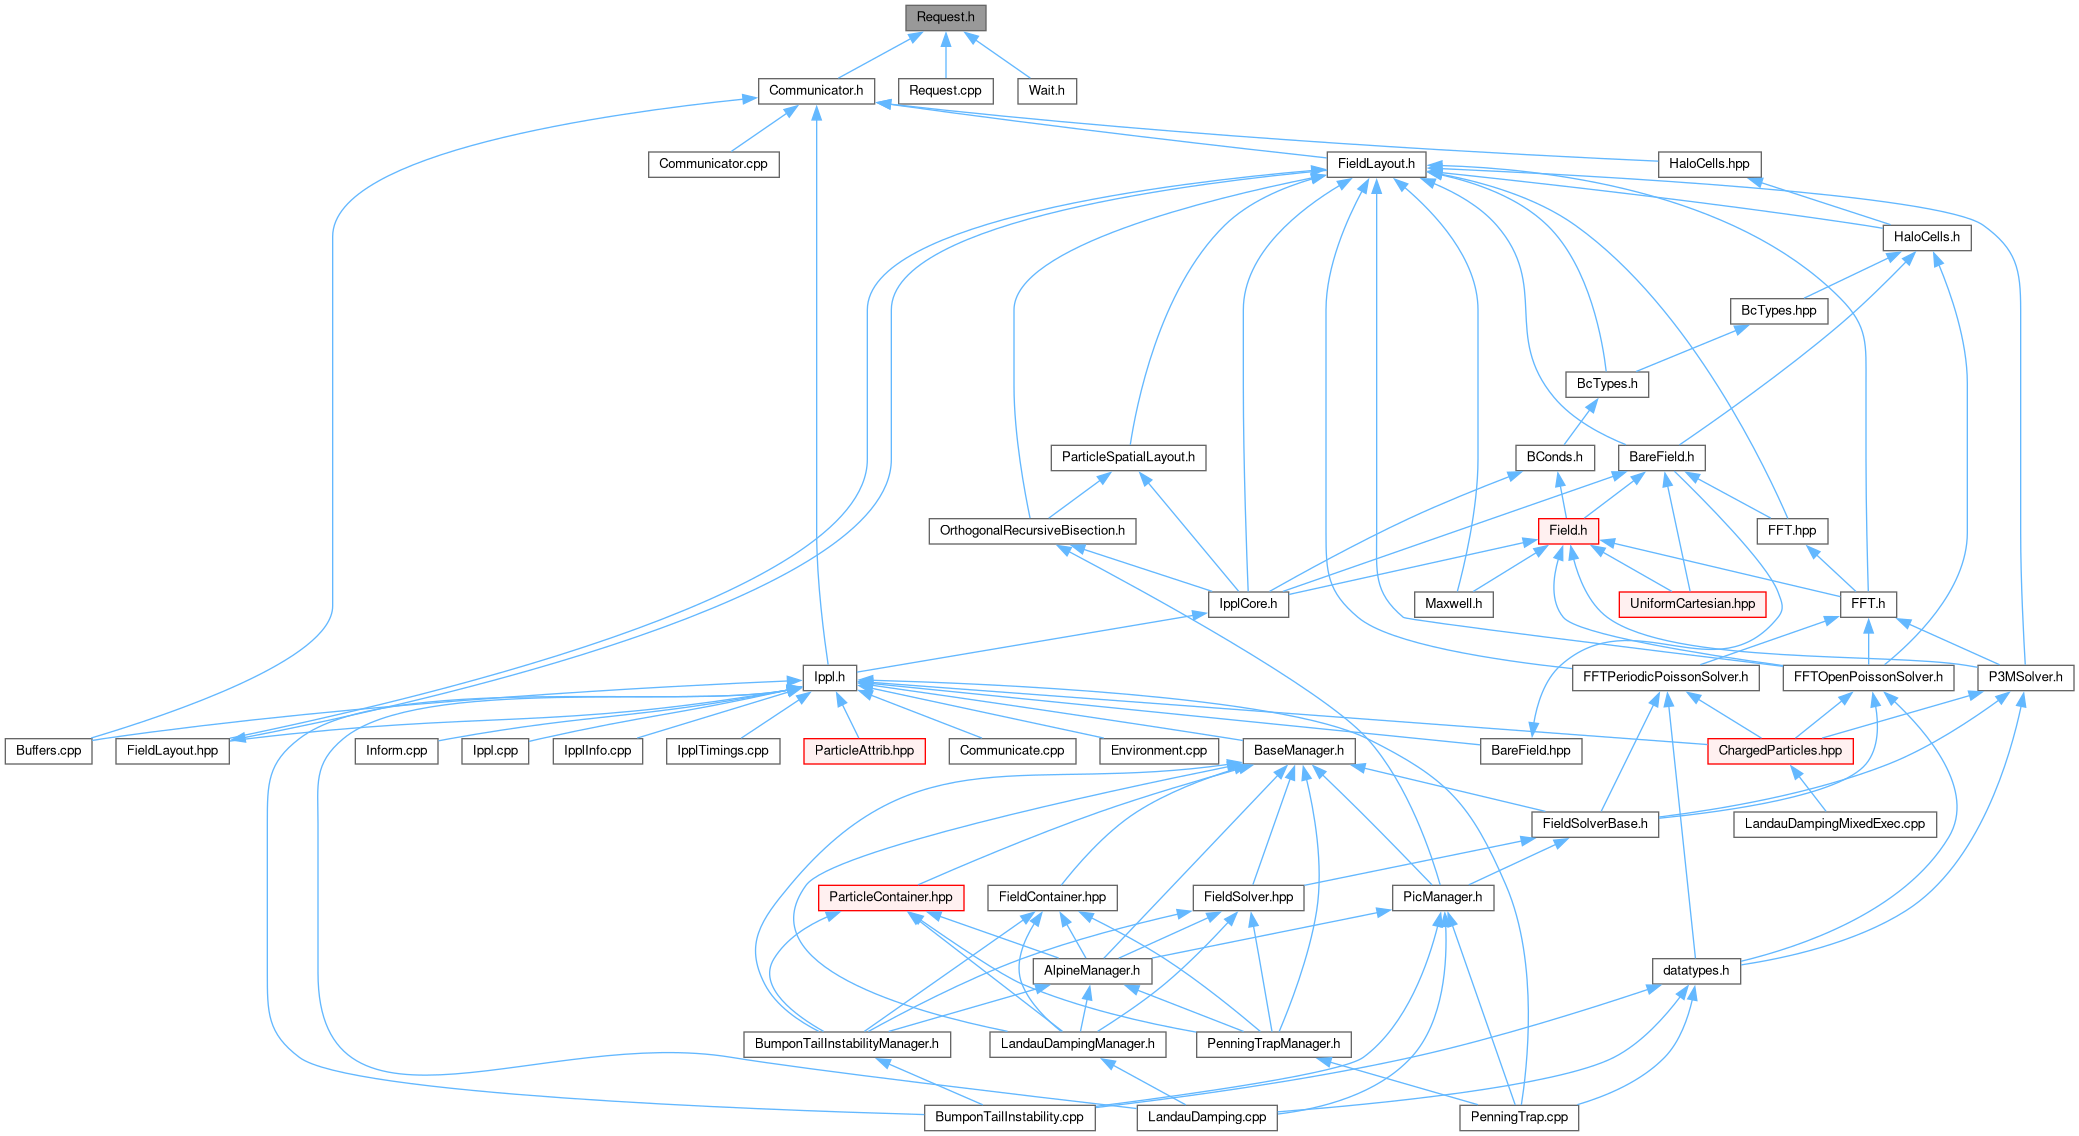 Request.h
Communicator.h
Request.cpp
Wait.h
Communicator.cpp
FieldLayout.h
HaloCells.hpp
HaloCells.h
BcTypes.hpp
BcTypes.h
ParticleSpatialLayout.h
BConds.h
BareField.h
OrthogonalRecursiveBisection.h
Field.h
FFT.hpp
IpplCore.h
Maxwell.h
UniformCartesian.hpp
FFT.h
Ippl.h
FFTPeriodicPoissonSolver.h
FFTOpenPoissonSolver.h
P3MSolver.h
Buffers.cpp
FieldLayout.hpp
Inform.cpp
Ippl.cpp
IpplInfo.cpp
IpplTimings.cpp
ParticleAttrib.hpp
Communicate.cpp
Environment.cpp
BaseManager.h
BareField.hpp
ChargedParticles.hpp
FieldSolverBase.h
LandauDampingMixedExec.cpp
ParticleContainer.hpp
FieldContainer.hpp
FieldSolver.hpp
PicManager.h
AlpineManager.h
datatypes.h
BumponTailInstabilityManager.h
LandauDampingManager.h
PenningTrapManager.h
BumponTailInstability.cpp
LandauDamping.cpp
PenningTrap.cpp